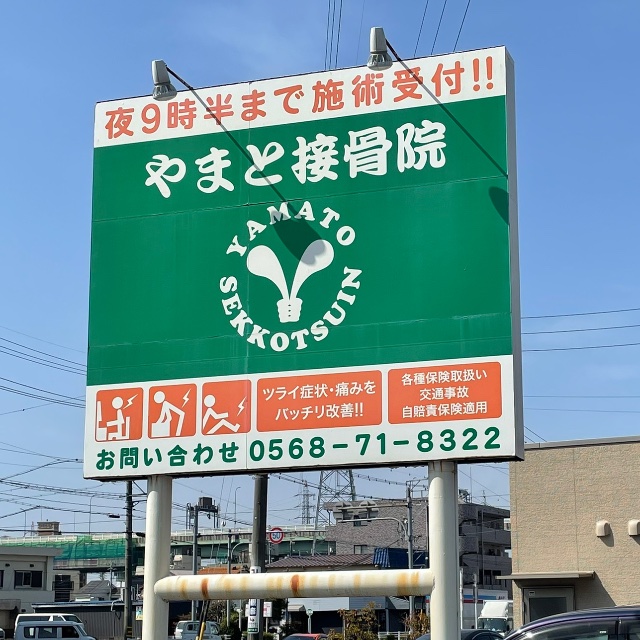 夜9時半まで施術受付!!
やまと接骨院
YAMATO
SEKKOTSUIN
ツライ症状・痛みを
バッチリ改善!!
各種保険取扱い
交通事故
自賠責保険適用
お問い合わせ 0568-71-8322